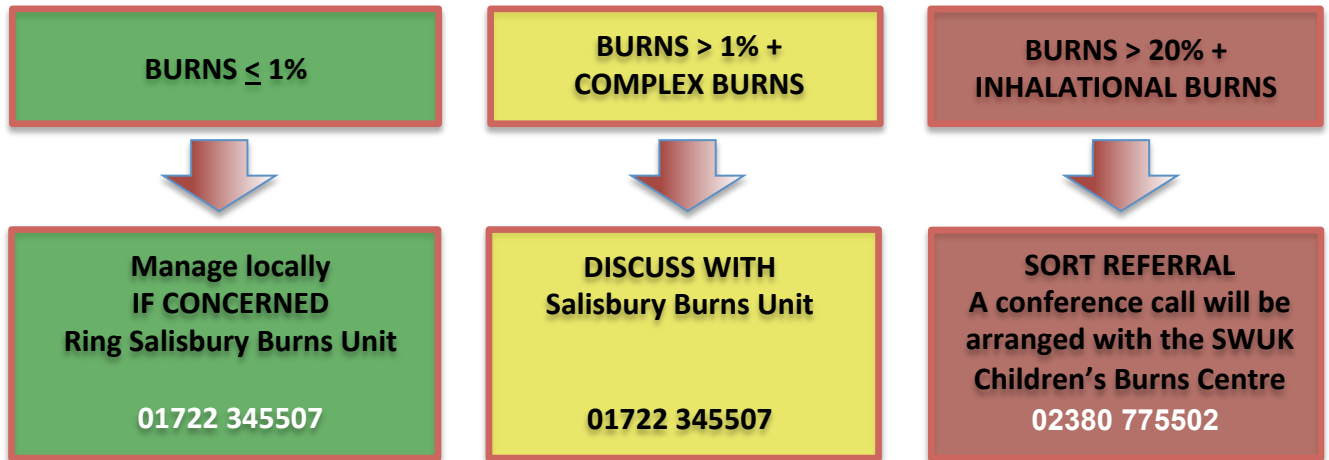 BURNS ≤ 1%
BURNS > 1% +
COMPLEX BURNS
BURNS > 20% +
INHALATIONAL BURNS
Manage locally
IF CONCERNED
Ring Salisbury Burns Unit
01722 345507
DISCUSS WITH
Salisbury Burns Unit
01722 345507
SORT REFERRAL
A conference call will be
arranged with the SWUK
Children’s Burns Centre
02380 775502